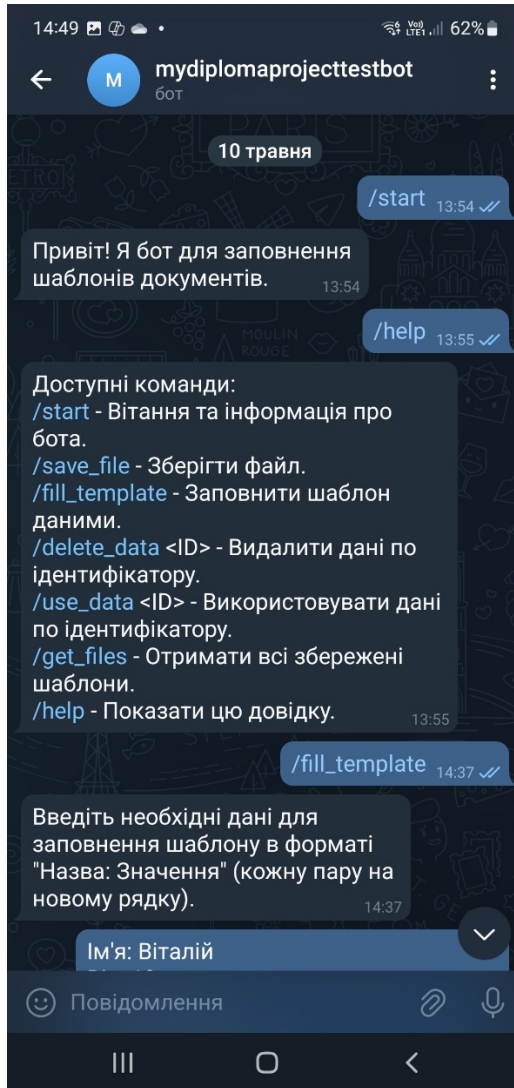 14:49
62%
M
mydiplomaprojecttestbot
бот
10 травня
/start 13:54
Привіт! Я бот для заповнення
шаблонів документів. 13:54
/help 13:55
Доступні команди:
/start - Вітання та інформація про
бота.
/save_file - Зберігти файл.
/fill_template - Заповнити шаблон
даними.
/delete_data <ID> - Видалити дані по
ідентифікатору.
/use_data <ID> - Використовувати дані
по ідентифікатору.
/get_files - Отримати всі збережені
шаблони.
/help - Показати цю довідку. 13:55
/fill_template 14:37
Введіть необхідні дані для
заповнення шаблону в форматі
"Назва: Значення" (кожну пару на
новому рядку). 14:37
Ім'я: Віталій
Повідомлення